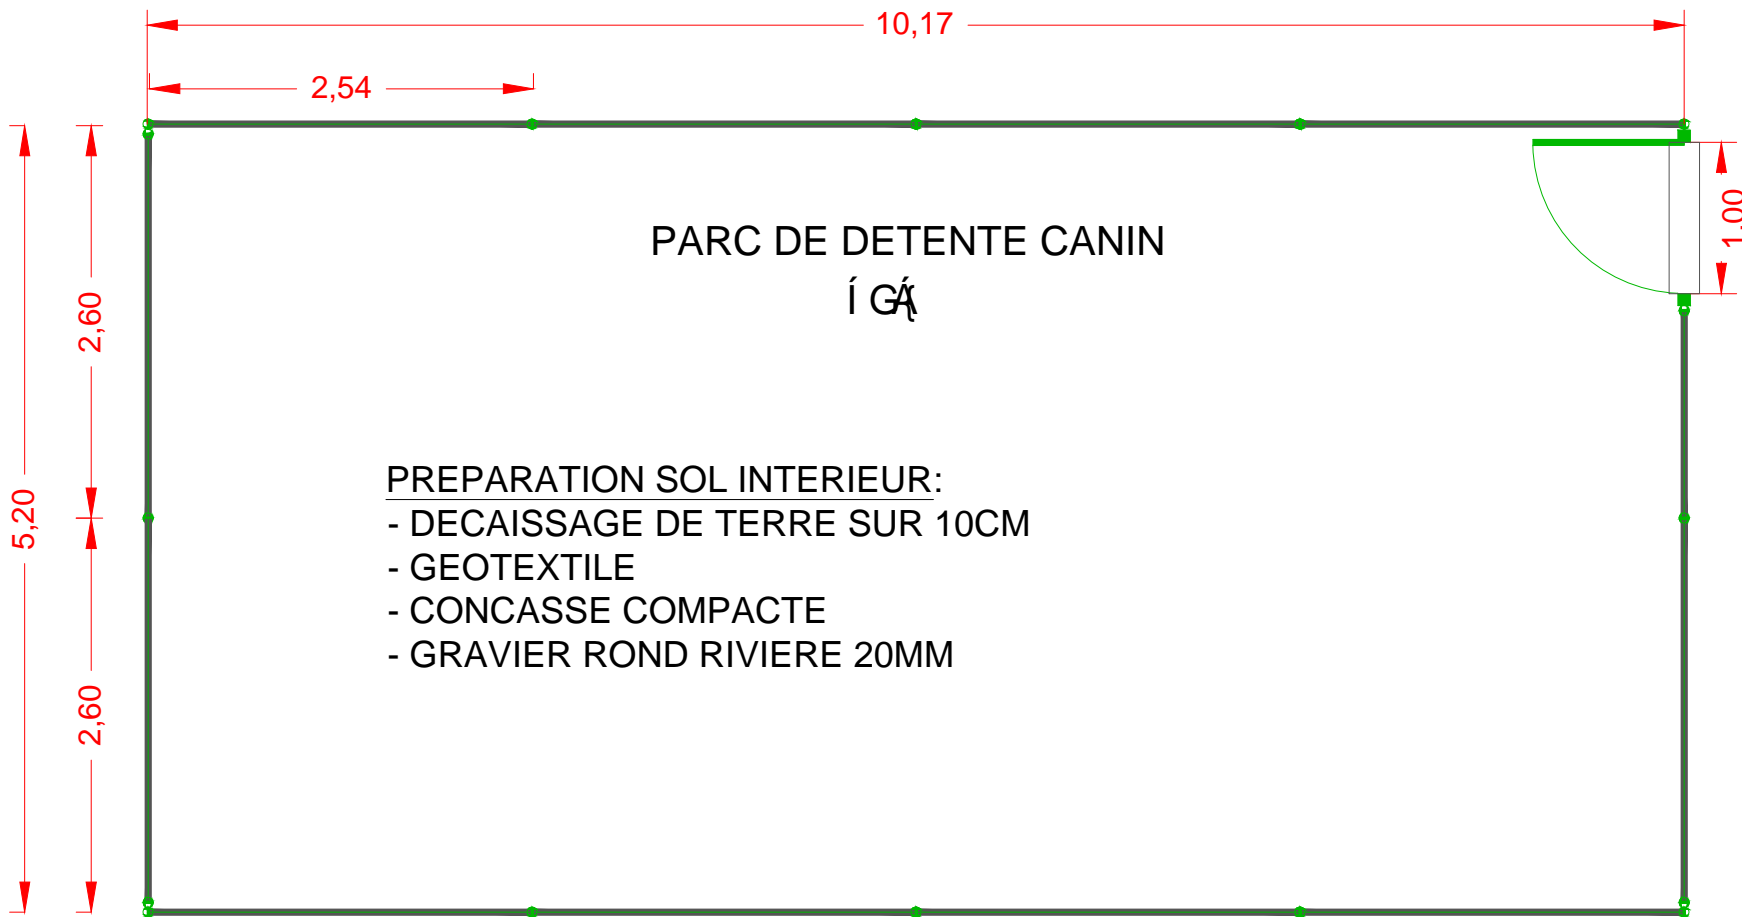 10,17
2,54
PARC DE DETENTE CANIN
1,00
2,60
5,20
PREPARATION SOL INTERIEUR:
- DECAISSAGE DE TERRE SUR 10CM
- GEOTEXTILE
- CONCASSE COMPACTE
- GRAVIER ROND RIVIERE 20MM
2,60